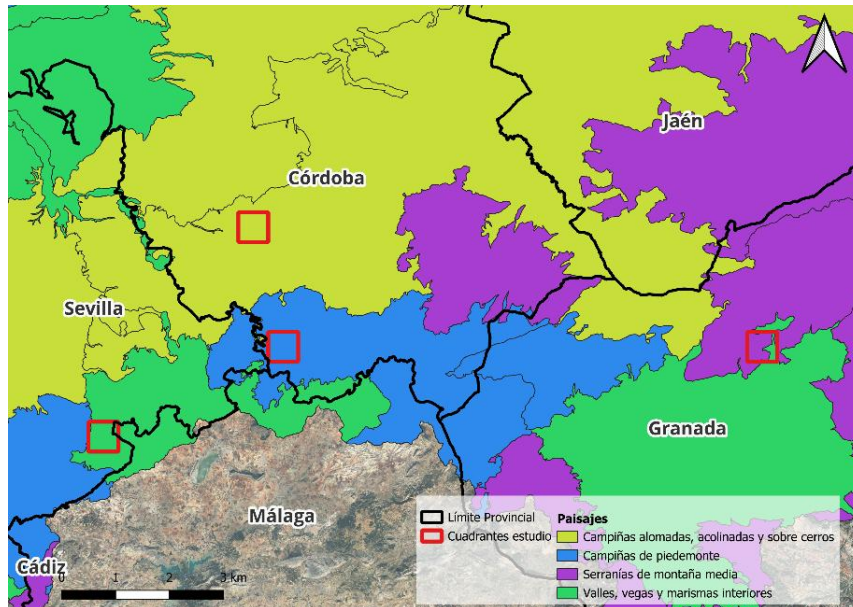 Jaén
Córdoba
Sevilla
Granada
Málaga
Cádiz
0 1 2 3 km
Límite Provincial
Cuadrantes estudio
Paisajes
Campiñas alomadas, acolinadas y sobre cerros
Campiñas de piedemonte
Serranías de montaña media
Valles, vegas y marismas interiores